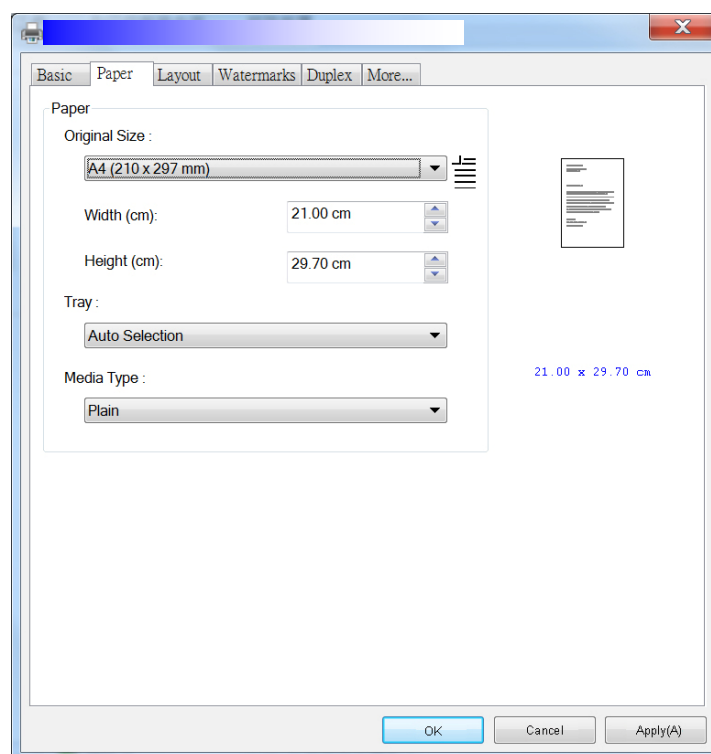 Basic Paper Layout Watermarks Duplex More...
Paper
Original Size :
A4 (210 x 297 mm)
Width (cm): 21.00 cm
Height (cm): 29.70 cm
Tray :
Auto Selection
Media Type :
21.00 x 29.70 cm
Plain
OK Cancel Apply(A)